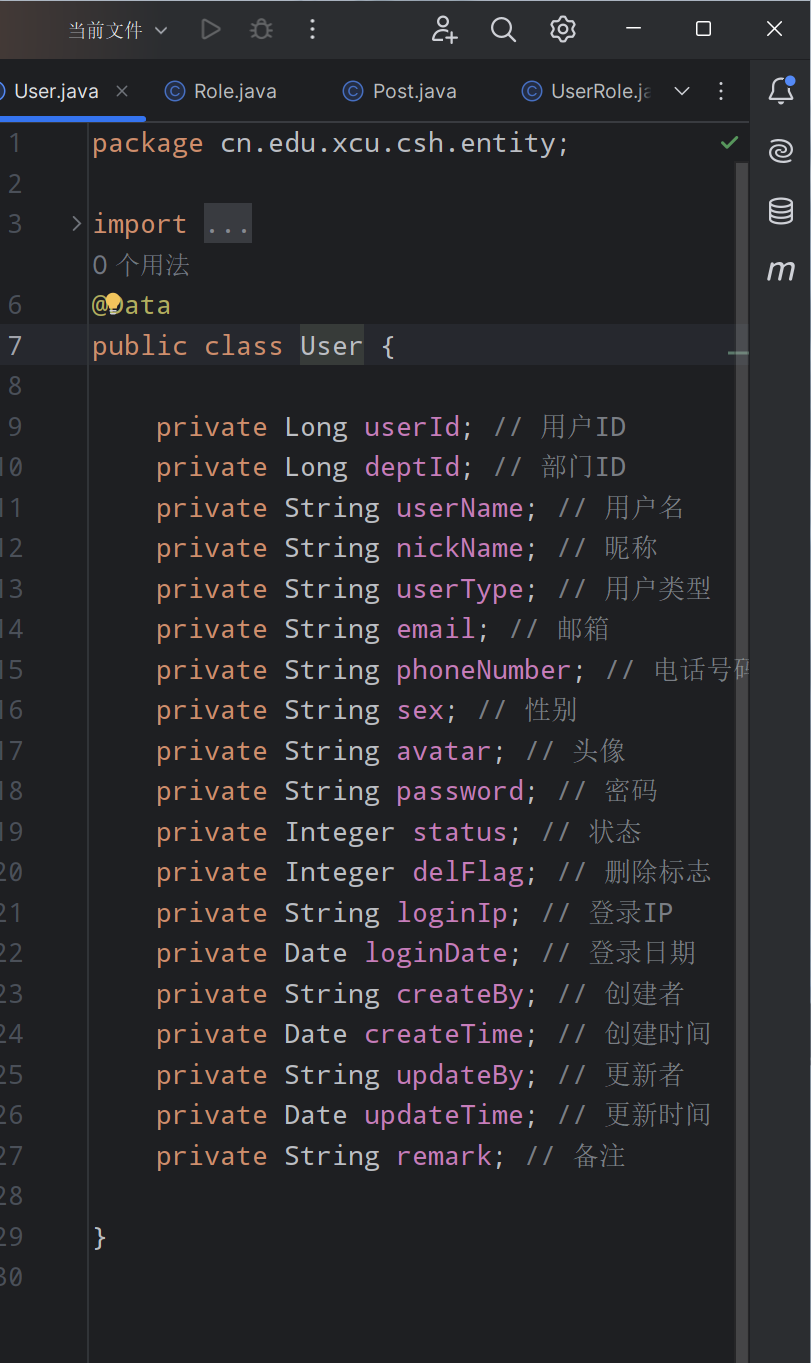 当前文件
User.java Role.java Post.java UserRole.ja
1 package cn.edu.xcu.csh.entity;
2
3 import ...
0 个用法
6 @Data
7 public class User {
8
9 private Long userId; // 用户ID
10 private Long deptId; // 部门ID
11 private String userName; // 用户名
12 private String nickName; // 昵称
13 private String userType; // 用户类型
14 private String email; // 邮箱
15 private String phoneNumber; // 电话号码
16 private String sex; // 性别
17 private String avatar; // 头像
18 private String password; // 密码
19 private Integer status; // 状态
20 private Integer delFlag; // 删除标志
21 private String loginIp; // 登录IP
22 private Date loginDate; // 登录日期
23 private String createBy; // 创建者
24 private Date createTime; // 创建时间
25 private String updateBy; // 更新者
26 private Date updateTime; // 更新时间
27 private String remark; // 备注
28
29 }
30